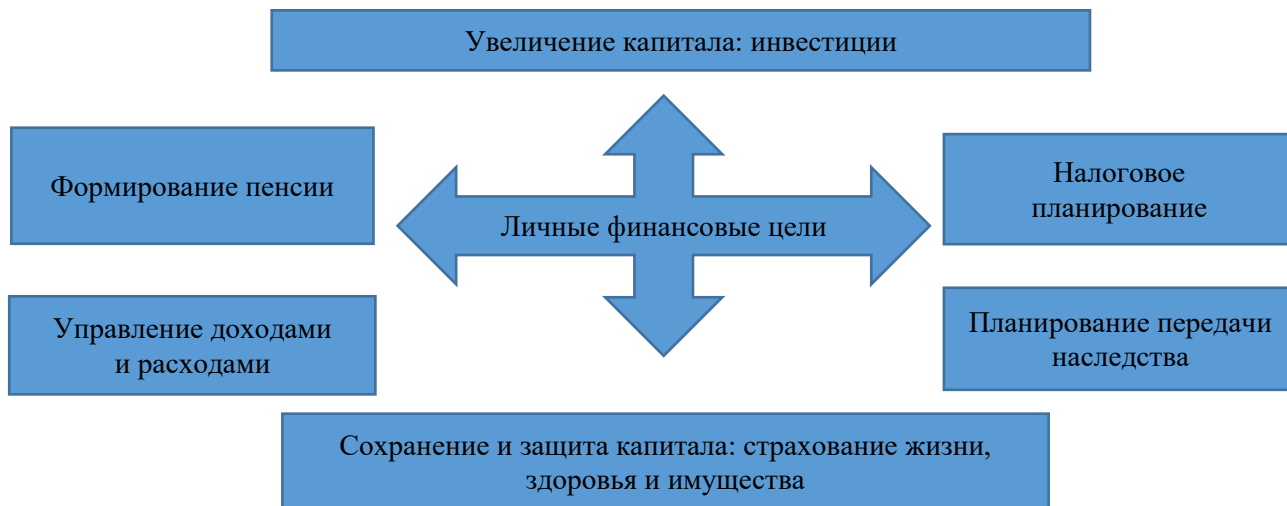 Увеличение капитала: инвестиции
Формирование пенсии
Налоговое
планирование
Личные финансовые цели
Управление доходами
и расходами
Планирование передачи
наследства
Сохранение и защита капитала: страхование жизни,
здоровья и имущества